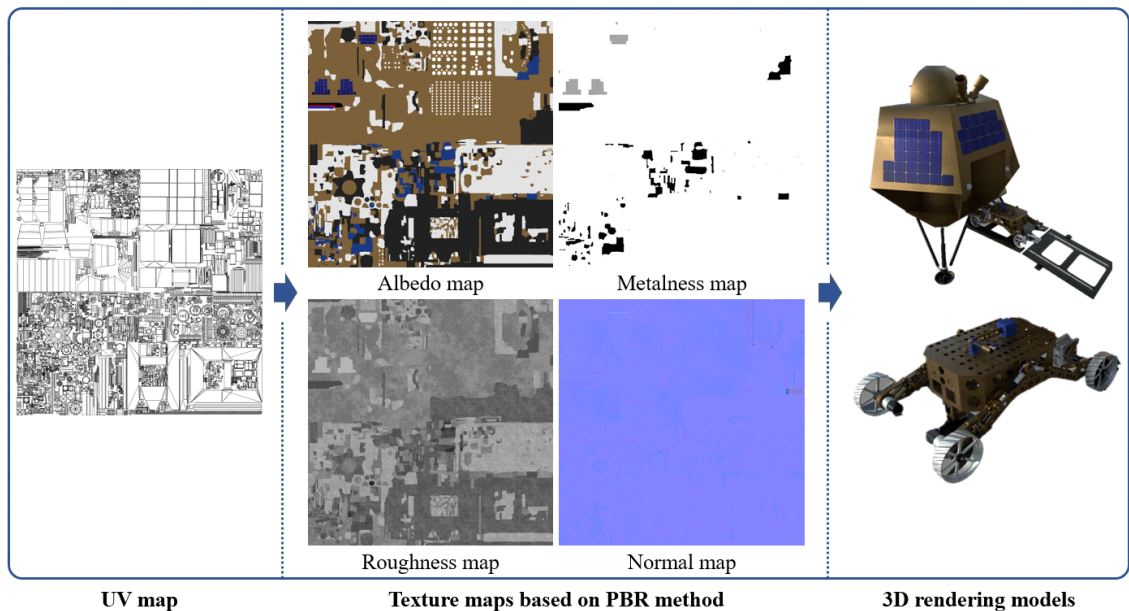 Albedo map
Metalness map
Roughness map
Normal map
UV map
Texture maps based on PBR method
3D rendering models